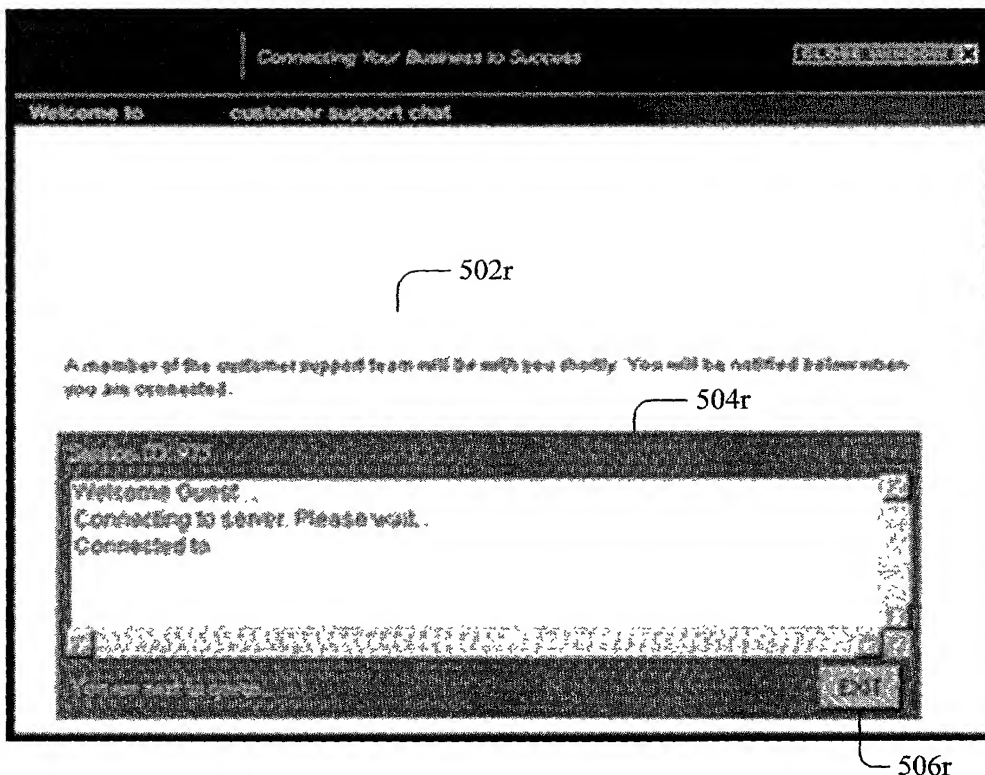 Connecting Your Business to Success
X
Welcome to customer support chat
502r
A member of the customer support team will be with you shortly. You will be notified below when
you are connected.
504r
Session ID:
Welcome Guest...
Connecting to server. Please wait...
Connected to
EXIT
506r